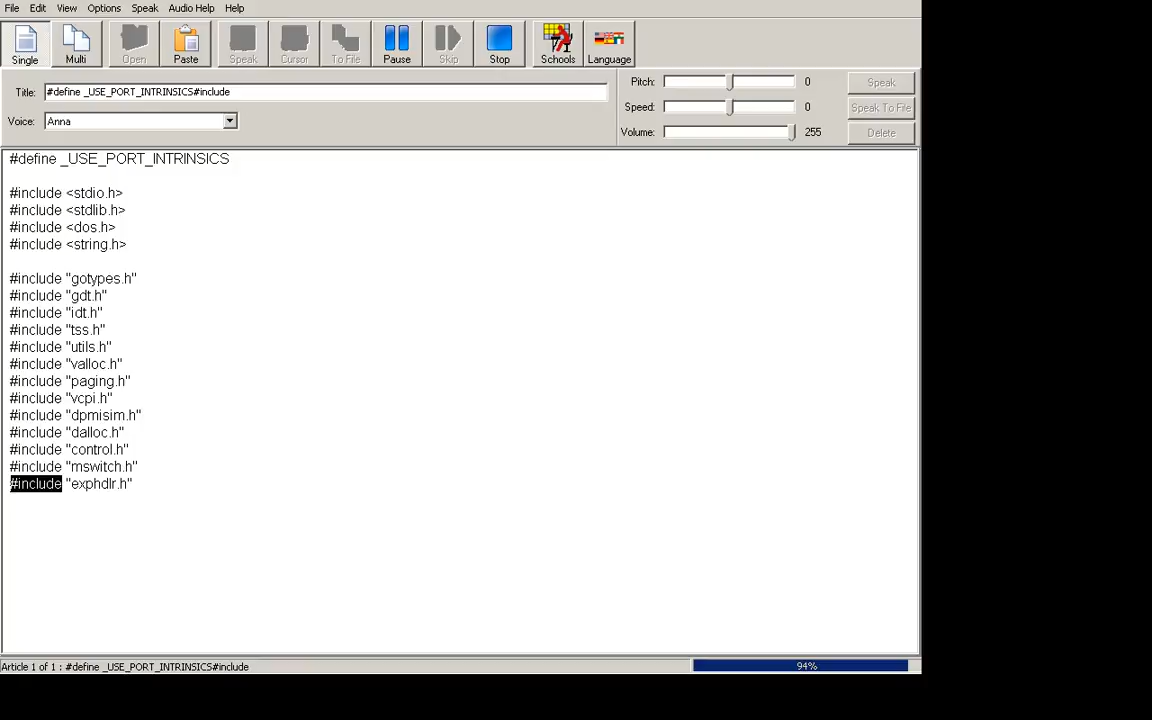 File Edit View Options Speak Audio Help Help
Single Multi Open Paste Speak Cursor To File Pause Skip Stop Schools Language
Title: #define _USE_PORT_INTRINSICS#include
Voice: Anna
Pitch: 0 Speak
Speed: 0 Speak To File
Volume: 255 Delete
#define _USE_PORT_INTRINSICS
#include <stdio.h>
#include <stdlib.h>
#include <dos.h>
#include <string.h>
#include "gotypes.h"
#include "gdt.h"
#include "idt.h"
#include "tss.h"
#include "utils.h"
#include "valloc.h"
#include "paging.h"
#include "vcpi.h"
#include "dpmisim.h"
#include "dalloc.h"
#include "control.h"
#include "mswitch.h"
#include "exphdlr.h"
Article 1 of 1 : #define _USE_PORT_INTRINSICS#include 94%